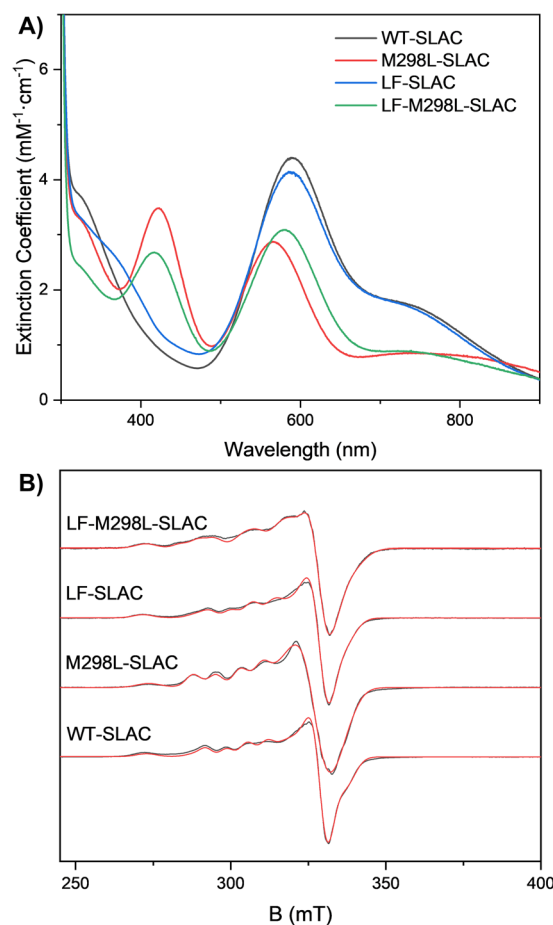 A)
6
4
2
0
Extinction Coefficient (mM⁻¹·cm⁻¹)
WT-SLAC
M298L-SLAC
LF-SLAC
LF-M298L-SLAC
400 600 800
Wavelength (nm)
B)
LF-M298L-SLAC
LF-SLAC
M298L-SLAC
WT-SLAC
250 300 350 400
B (mT)